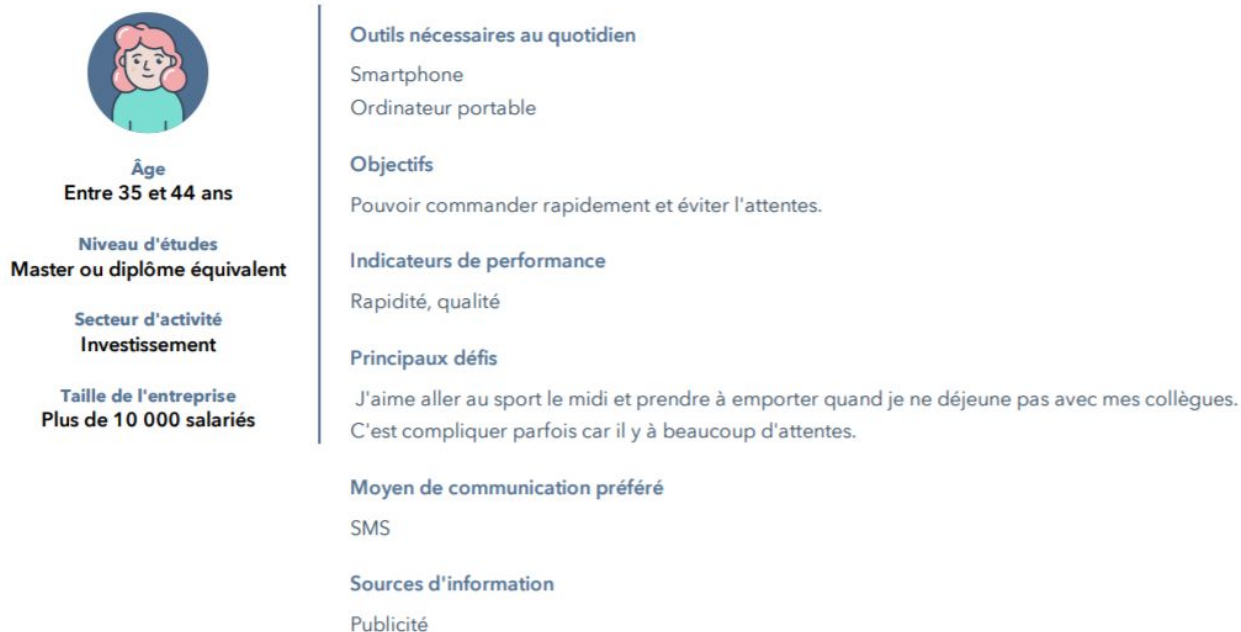 Âge
Entre 35 et 44 ans
Niveau d'études
Master ou diplôme équivalent
Secteur d'activité
Investissement
Taille de l'entreprise
Plus de 10 000 salariés
Outils nécessaires au quotidien
Smartphone
Ordinateur portable
Objectifs
Pouvoir commander rapidement et éviter l'attentes.
Indicateurs de performance
Rapidité, qualité
Principaux défis
J'aime aller au sport le midi et prendre à emporter quand je ne déjeune pas avec mes collègues.
C'est compliquer parfois car il y à beaucoup d'attentes.
Moyen de communication préféré
SMS
Sources d'information
Publicité